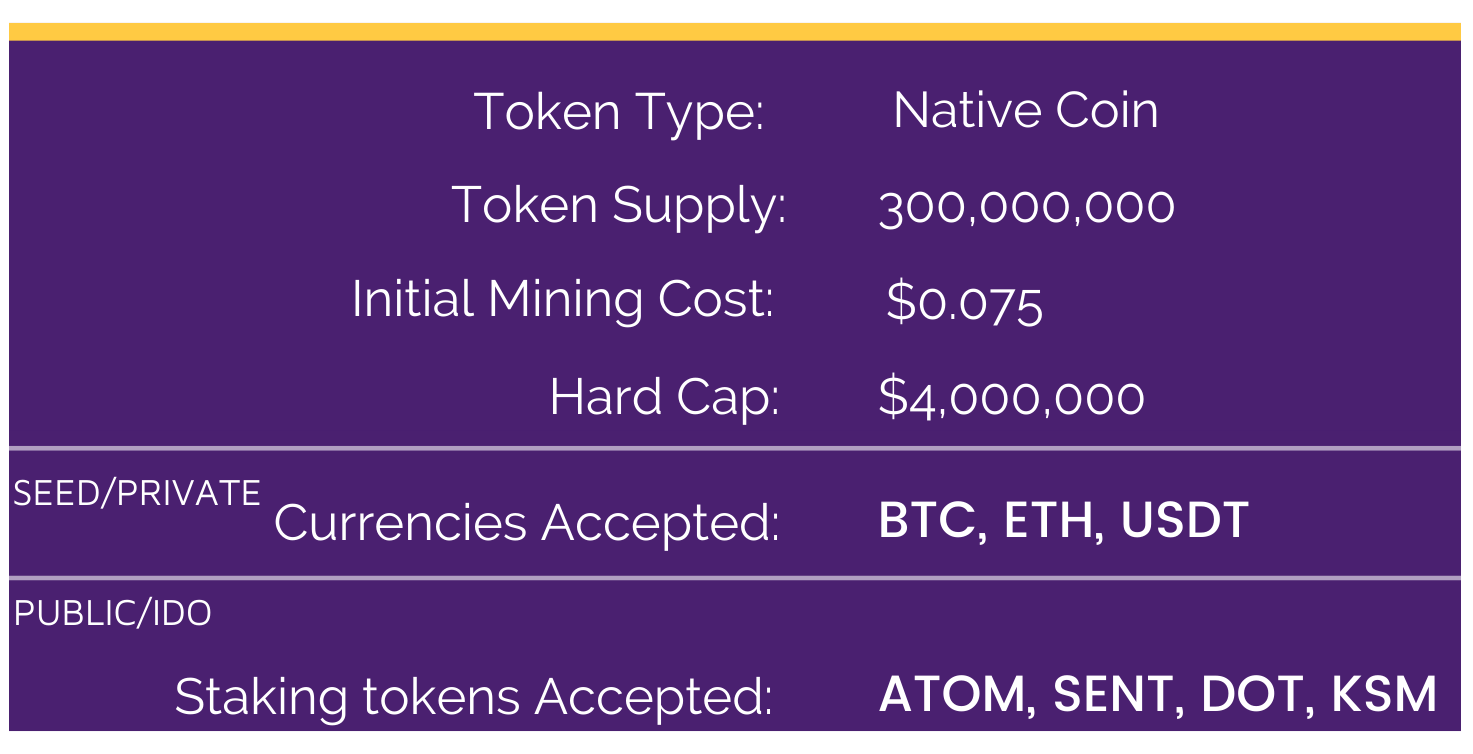 Token Type: Native Coin
Token Supply: 300,000,000
Initial Mining Cost: $0.075
Hard Cap: $4,000,000
SEED/PRIVATE
Currencies Accepted: BTC, ETH, USDT
PUBLIC/IDO
Staking tokens Accepted: ATOM, SENT, DOT, KSM